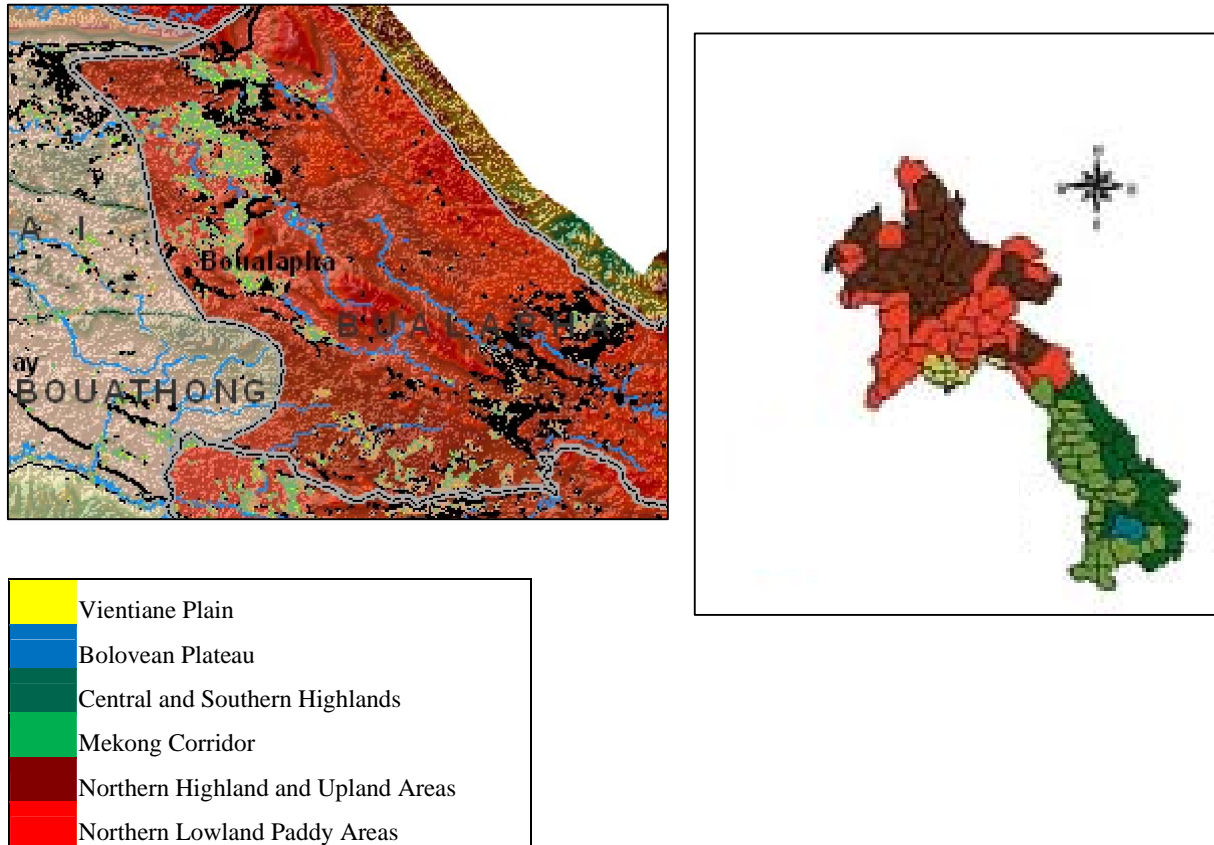 Boualapha
A I
BUALAPHA
ay
BOUATHONG
Vientiane Plain
Bolovean Plateau
Central and Southern Highlands
Mekong Corridor
Northern Highland and Upland Areas
Northern Lowland Paddy Areas